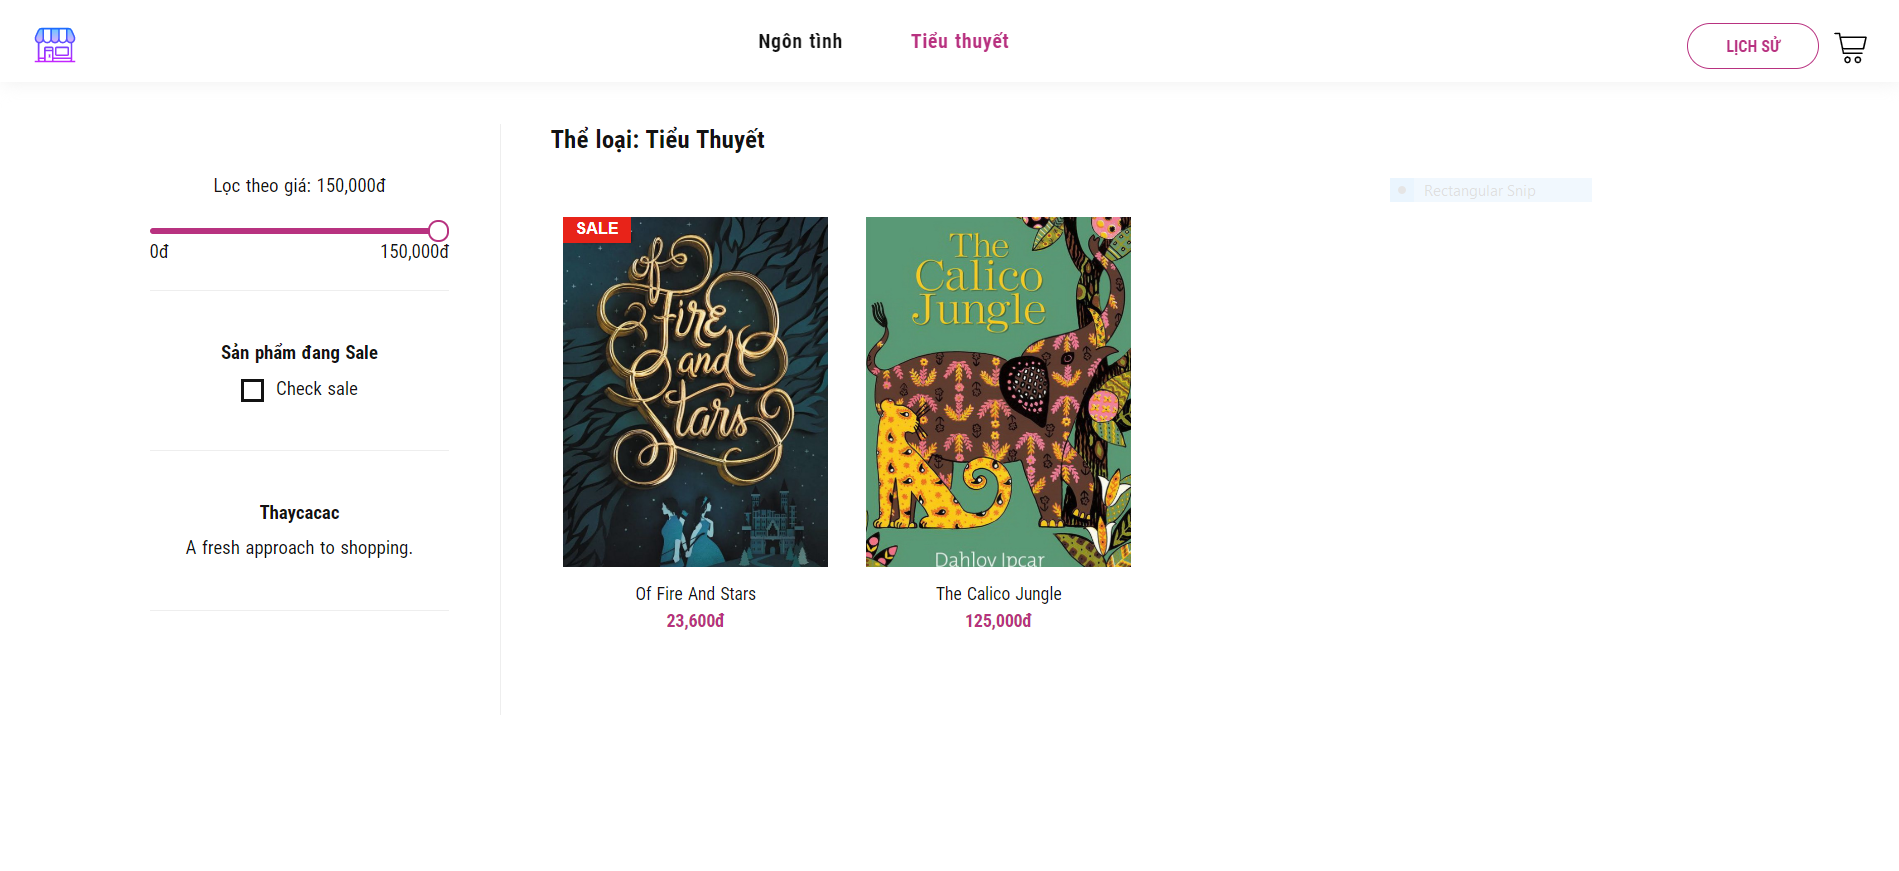 Ngôn tình
Tiểu thuyết
LỊCH SỬ
Thể loại: Tiểu Thuyết
Lọc theo giá: 150,000đ
0đ
150,000đ
Rectangular Snip
Sản phẩm đang Sale
Check sale
Thaycacac
A fresh approach to shopping.
SALE
of
Fire
and
Stars
The
Calico
Jungle
Dahlov Ipcar
Of Fire And Stars
23,600đ
The Calico Jungle
125,000đ